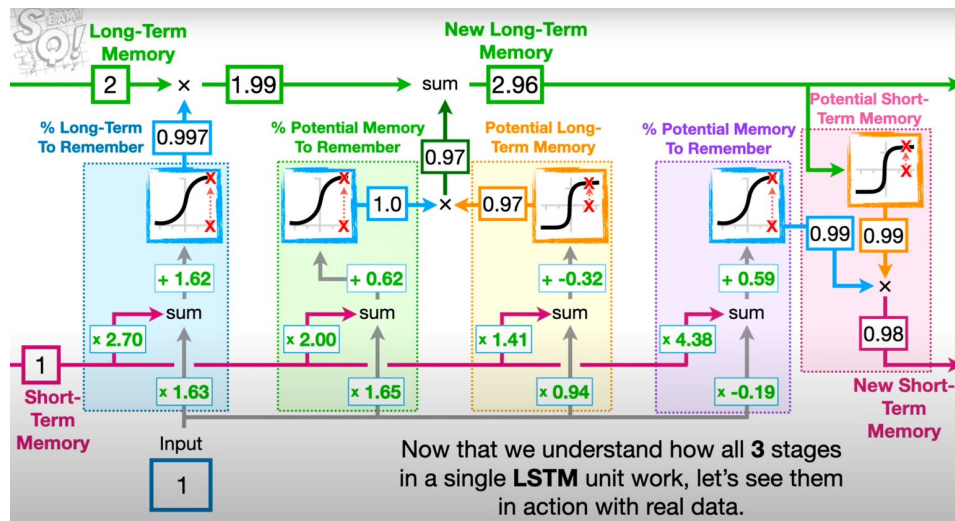 SQ!
Long-Term
Memory
New Long-Term
Memory
2
×
1.99
sum
2.96
% Long-Term
To Remember
0.997
% Potential Memory
To Remember
0.97
Potential Long-
Term Memory
% Potential Memory
To Remember
Potential Short-
Term Memory
1.0
×
0.97
0.99
0.99
×
+ 1.62
+ 0.62
+ -0.32
+ 0.59
sum
sum
sum
sum
x 2.70
x 2.00
x 1.41
x 4.38
0.98
1
x 1.63
x 1.65
x 0.94
x -0.19
Short-
Term
Memory
New Short-
Term
Memory
Input
1
Now that we understand how all 3 stages
in a single LSTM unit work, let's see them
in action with real data.